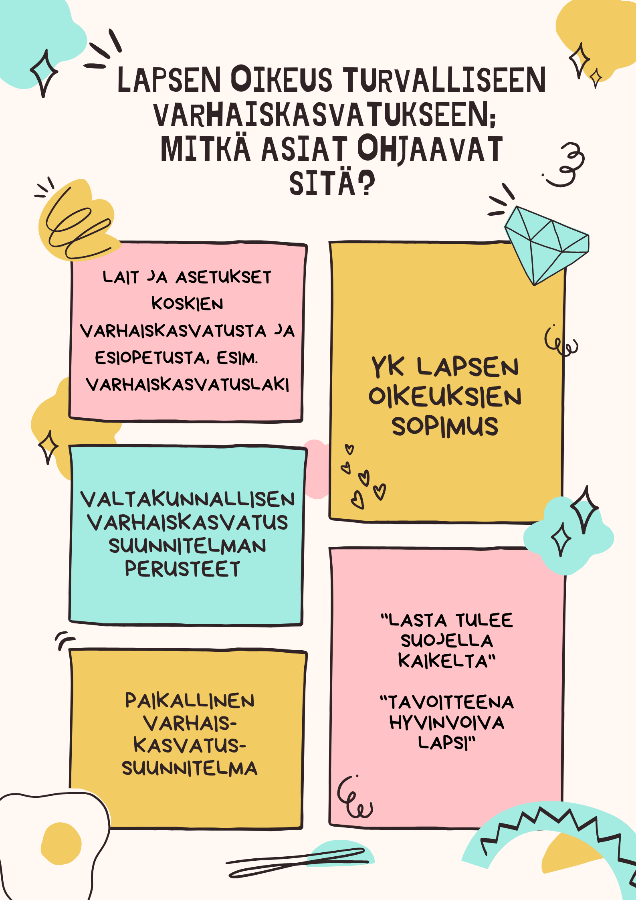 Lapsen Oikeus turvalliseen
varhaiskasvatukseen;
mitkä asiat Ohjaavat
sitä?
LAIT JA ASETUKSET
KOSKIEN
VARHAISKASVATUSTA JA
ESIOPETUSTA, ESIM.
VARHAISKASVATUSLAKI
VALTAKUNNALLISEN
VARHAISKASVATUS
SUUNNITELMAN
PERUSTEET
PAIKALLINEN
VARHAIS-
KASVATUS-
SUUNNITELMA
YK LAPSEN
OIKEUKSIEN
SOPIMUS
"LASTA TULEE
SUOJELLA
KAIKELTA"
"TAVOITTEENA
HYVINVOIVA
LAPSI"